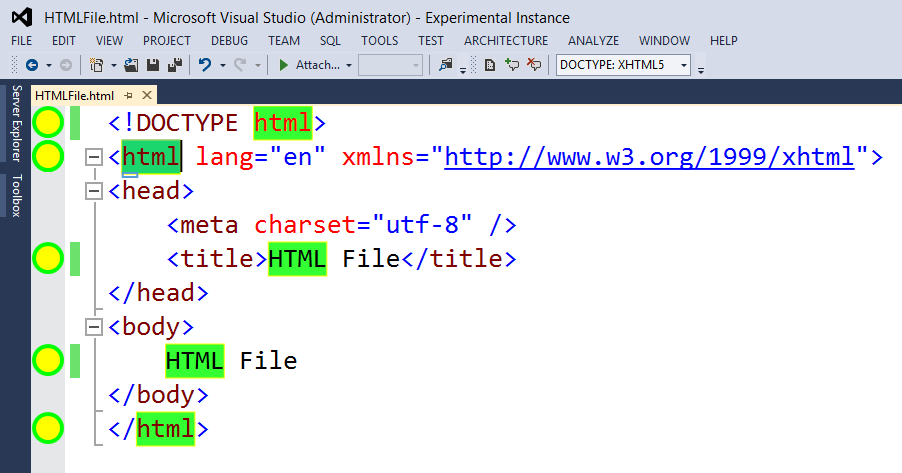 HTMLFile.html - Microsoft Visual Studio (Administrator) - Experimental Instance
FILE EDIT VIEW PROJECT DEBUG TEAM SQL TOOLS TEST ARCHITECTURE ANALYZE WINDOW HELP
Attach... DOCTYPE: XHTML5
Server Explorer
Toolbox
HTMLFile.html
<!DOCTYPE html>
<html lang="en" xmlns="http://www.w3.org/1999/xhtml">
<head>
    <meta charset="utf-8" />
    <title>HTML File</title>
</head>
<body>
    HTML File
</body>
</html>